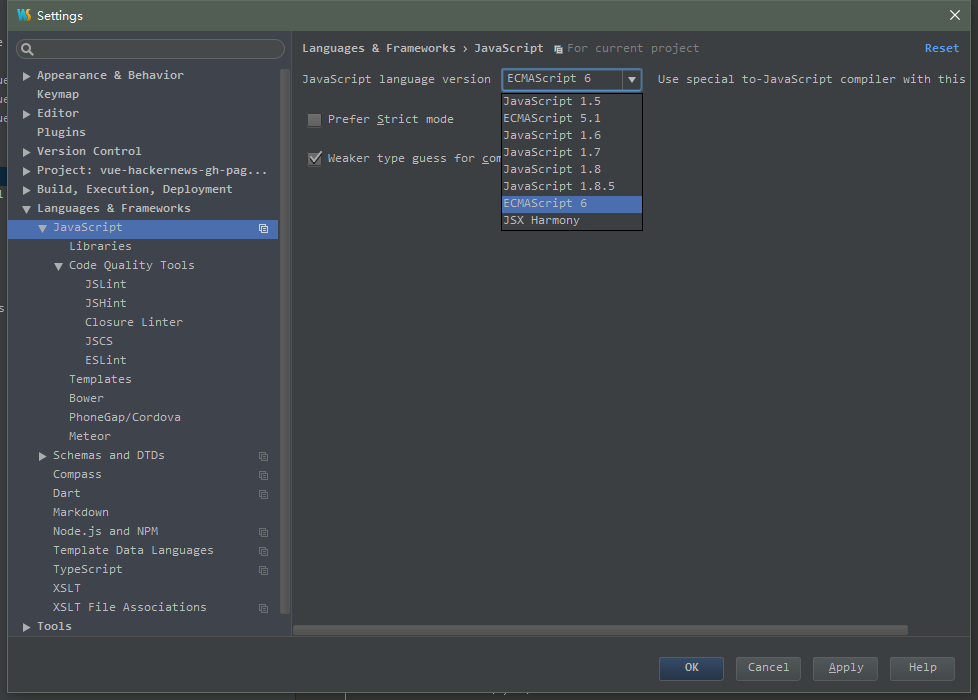 Settings
Appearance & Behavior
Keymap
Editor
Plugins
Version Control
Project: vue-hackernews-gh-pag...
Build, Execution, Deployment
Languages & Frameworks
JavaScript
Libraries
Code Quality Tools
JSLint
JSHint
Closure Linter
JSCS
ESLint
Templates
Bower
PhoneGap/Cordova
Meteor
Schemas and DTDs
Compass
Dart
Markdown
Node.js and NPM
Template Data Languages
TypeScript
XSLT
XSLT File Associations
Tools
Languages & Frameworks › JavaScript For current project Reset
JavaScript language version ECMAScript 6 Use special to-JavaScript compiler with this
JavaScript 1.5
ECMAScript 5.1
JavaScript 1.6
JavaScript 1.7
JavaScript 1.8
JavaScript 1.8.5
ECMAScript 6
JSX Harmony
Prefer Strict mode
Weaker type guess for com
OK Cancel Apply Help